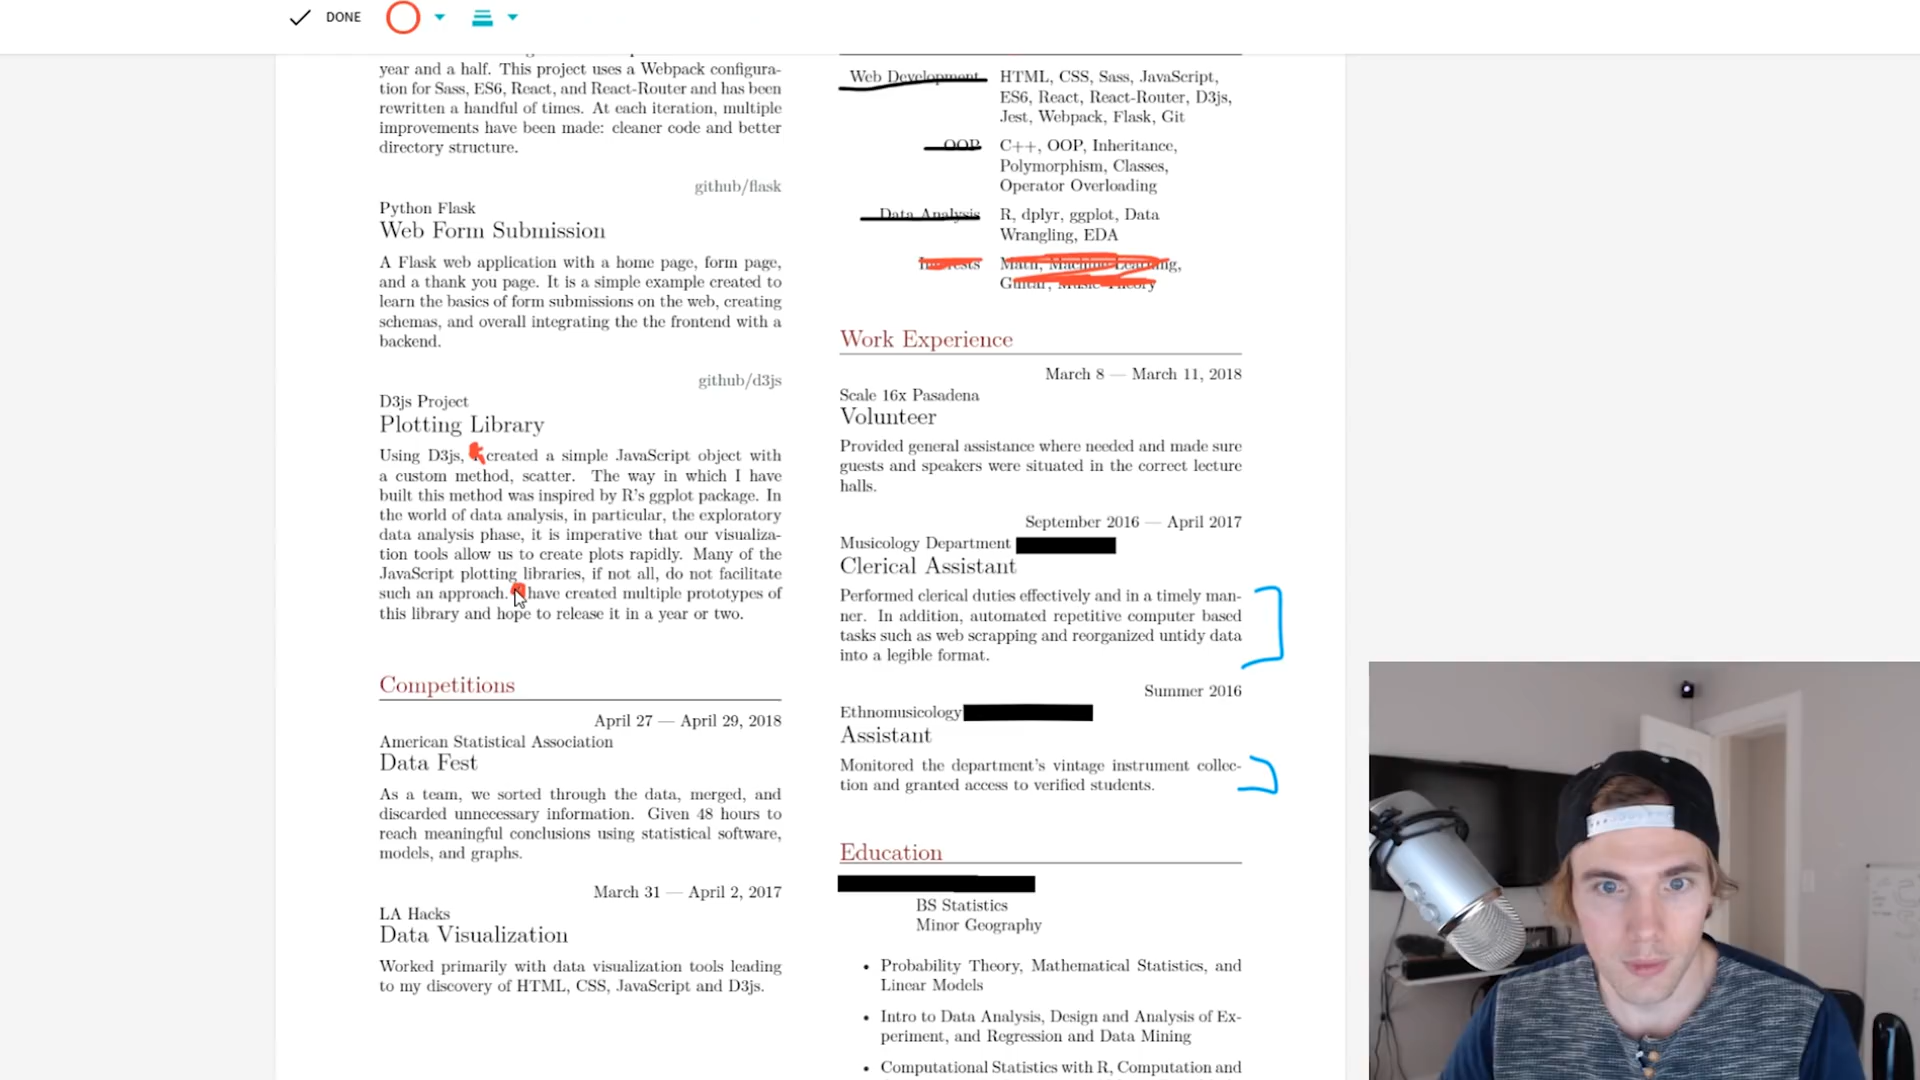 DONE
year and a half. This project uses a Webpack configura-
tion for Sass, ES6, React, and React-Router and has been
rewritten a handful of times. At each iteration, multiple
improvements have been made: cleaner code and better
directory structure.
github/flask
Python Flask
Web Form Submission
A Flask web application with a home page, form page,
and a thank you page. It is a simple example created to
learn the basics of form submissions on the web, creating
schemas, and overall integrating the the frontend with a
backend.
github/d3js
D3js Project
Plotting Library
Using D3js, created a simple JavaScript object with
a custom method, scatter. The way in which I have
built this method was inspired by R's ggplot package. In
the world of data analysis, in particular, the exploratory
data analysis phase, it is imperative that our visualiza-
tion tools allow us to create plots rapidly. Many of the
JavaScript plotting libraries, if not all, do not facilitate
such an approach. have created multiple prototypes of
this library and hope to release it in a year or two.
Competitions
April 27 — April 29, 2018
American Statistical Association
Data Fest
As a team, we sorted through the data, merged, and
discarded unnecessary information. Given 48 hours to
reach meaningful conclusions using statistical software,
models, and graphs.
March 31 — April 2, 2017
LA Hacks
Data Visualization
Worked primarily with data visualization tools leading
to my discovery of HTML, CSS, JavaScript and D3js.
Web Development HTML, CSS, Sass, JavaScript,
ES6, React, React-Router, D3js,
Jest, Webpack, Flask, Git
OOP C++, OOP, Inheritance,
Polymorphism, Classes,
Operator Overloading
Data Analysis R, dplyr, ggplot, Data
Wrangling, EDA
Interests Math, Machine Learning,
Guitar, Music Theory
Work Experience
March 8 — March 11, 2018
Scale 16x Pasadena
Volunteer
Provided general assistance where needed and made sure
guests and speakers were situated in the correct lecture
halls.
September 2016 — April 2017
Musicology Department
Clerical Assistant
Performed clerical duties effectively and in a timely man-
ner. In addition, automated repetitive computer based
tasks such as web scrapping and reorganized untidy data
into a legible format.
Summer 2016
Ethnomusicology
Assistant
Monitored the department's vintage instrument collec-
tion and granted access to verified students.
Education
BS Statistics
Minor Geography
• Probability Theory, Mathematical Statistics, and
Linear Models
• Intro to Data Analysis, Design and Analysis of Ex-
periment, and Regression and Data Mining
• Computational Statistics with R, Computation and